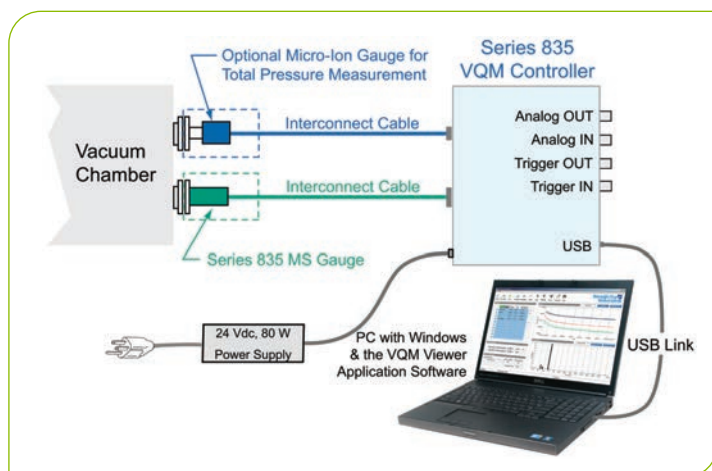 Optional Micro-Ion Gauge for
Total Pressure Measurement
Series 835
VQM Controller
Interconnect Cable
Analog OUT
Analog IN
Trigger OUT
Trigger IN
Vacuum
Chamber
Interconnect Cable
USB
Series 835 MS Gauge
24 Vdc, 80 W
Power Supply
PC with Windows
& the VQM Viewer
Application Software
USB Link